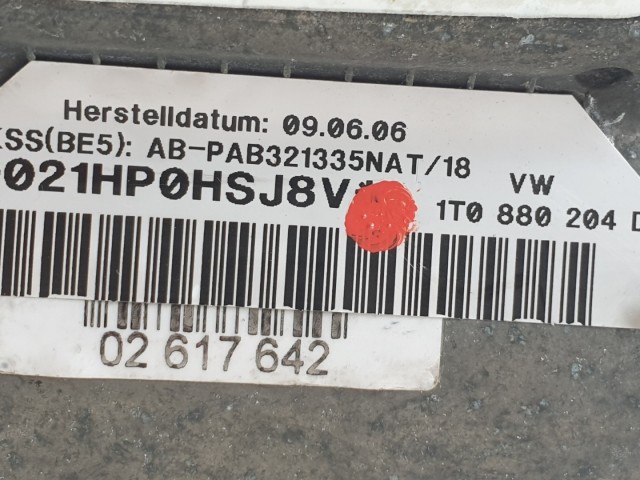 Herstelldatum: 09.06.06
KSS(BE5): AB-PAB321335NAT/18 VW
021HP0HSJ8V* 1T0 880 204 D
02 617 642